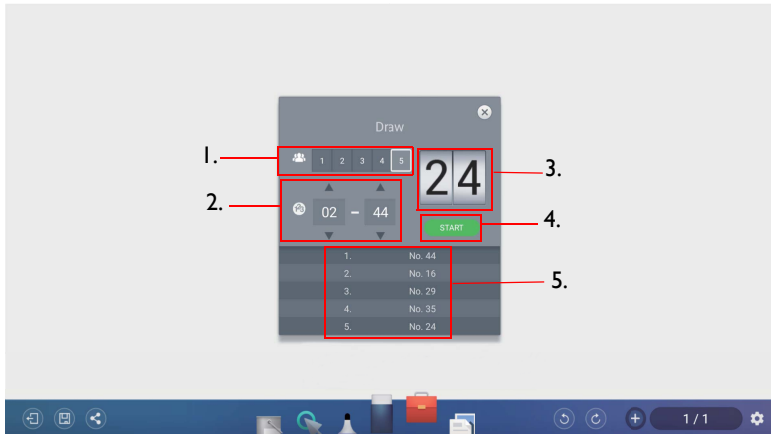 Draw
1.
1 2 3 4 5
24
3.
2.
02 – 44
START
4.
1. No. 44
2. No. 16
3. No. 29
5.
4. No. 35
5. No. 24
1 / 1